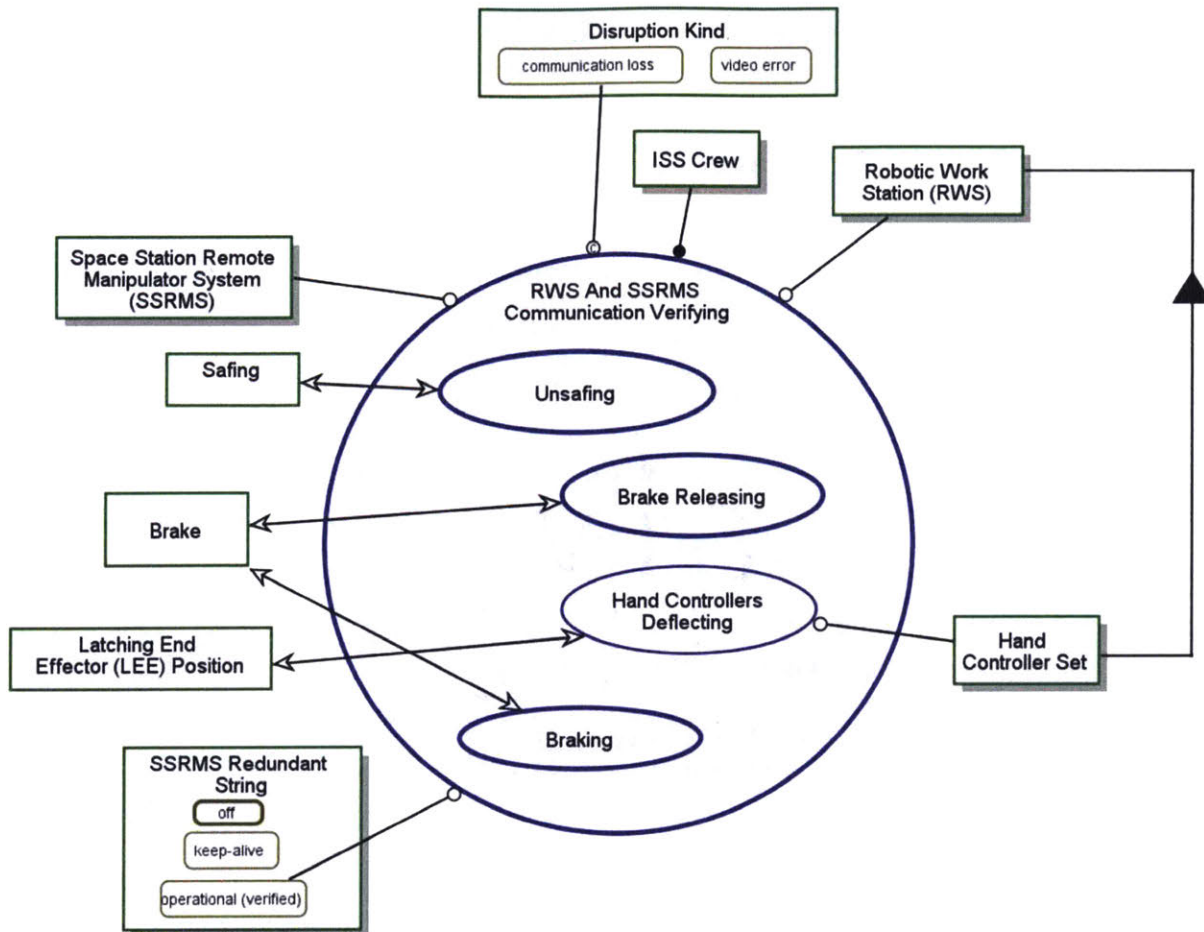 Disruption Kind
communication loss
video error
ISS Crew
Robotic Work
Station (RWS)
Space Station Remote
Manipulator System
(SSRMS)
C
RWS And SSRMS
Communication Verifying
Safing
Unsafing
Brake Releasing
Brake
Hand Controllers
Deflecting
Latching End
Effector (LEE) Position
Hand
Controller Set
Braking
SSRMS Redundant
String
off
keep-alive
operational (verified)